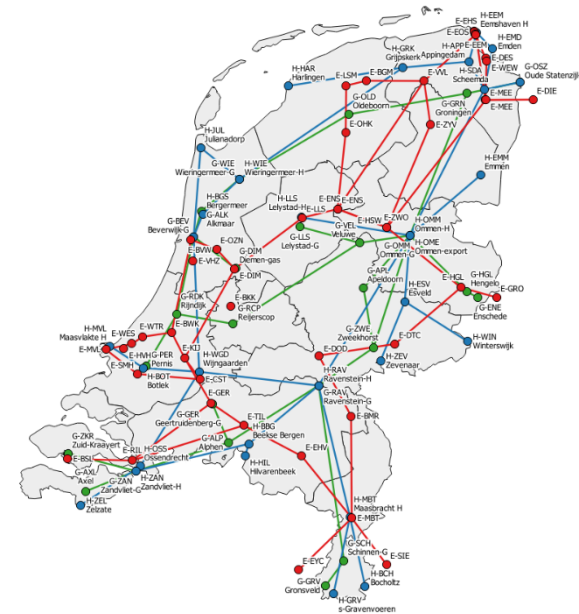 H-EEM
E-EHS
Eemshaven H
E-EOS
H-EMD
Emden
H-GRK
Grijpskerk
H-APP
Appingedam
E-EEM
E-DES
E-WEW
H-HAR
Harlingen
E-LSM
E-BGM
E-VVL
H-SDA
Scheemda
G-OSZ
Oude Statenzijl
G-OLD
Oldeboorn
G-GRN
Groningen
E-MEE
E-MEE
E-DIE
E-OHK
E-ZYV
H-JUL
Julianadorp
G-WIE
Wieringermeer-G
H-WIE
Wieringermeer-H
H-EMM
Emmen
H-BGS
Bergermeer
G-ALK
Alkmaar
H-LLS
Lelystad-H
E-LLS
E-ENS
E-ENS
G-BEV
Beverwijk-G
G-LLS
Lelystad-G
G-VEL
Veluwe
E-HSW
E-ZWO
H-OMM
Ommen-H
E-BVW
E-OZN
G-DIM
Diemen-gas
G-OMM
Ommen-G
H-OME
Ommen-export
E-VHZ
E-DIM
G-APL
Apeldoorn
E-HGL
G-HGL
Hengelo
E-GRO
G-ENE
Enschede
G-RDK
Rijndijk
E-BKK
G-RCP
Reijerscop
H-ESV
Esveld
H-MVL
Maasvlakte H
E-WES
E-WTR
E-BWK
G-ZWE
Zweekhorst
E-DTC
H-WIN
Winterswijk
E-MVL
E-HVH
G-PER
Pernis
E-KIJ
H-WGD
Wijngaarden
E-DOD
H-ZEV
Zevenaar
E-SMH
H-BOT
Botlek
E-CST
H-RAV
Ravenstein-H
E-GER
G-RAV
Ravenstein-G
G-GER
Geertruidenberg-G
E-TIL
E-BMR
G-ZKR
Zuid-Kraayert
H-BBG
Beekse Bergen
E-BSL
E-RIL
H-OSS
Ossendrecht
G-ALP
Alphen
E-EHV
H-HIL
Hilvarenbeek
G-AXL
Axel
G-ZAN
Zandvliet-G
H-ZAN
Zandvliet-H
H-ZEL
Zelzate
H-MBT
Maasbracht H
E-MBT
G-SCH
Schinnen-G
E-EYC
E-SIE
G-GRV
Gronsveld
H-BCH
Bocholtz
H-GRV
s-Gravenvoeren